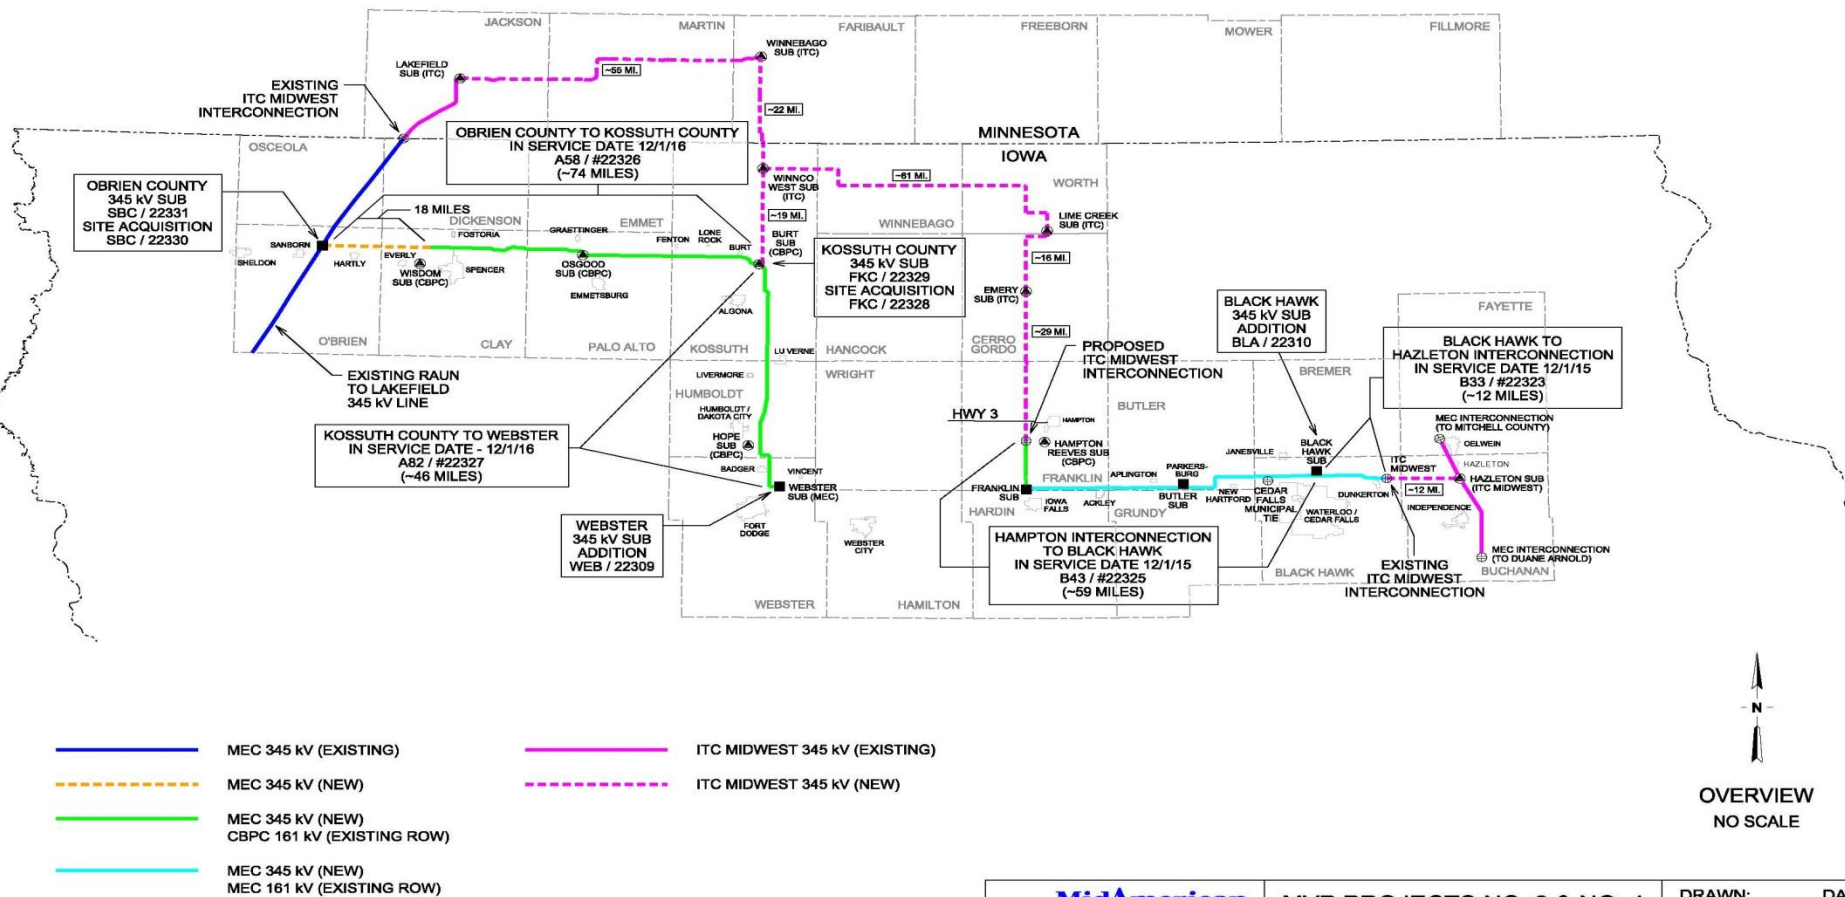 JACKSON
MARTIN
FARIBAULT
FREEBORN
MOWER
FILLMORE
LAKEFIELD
SUB (ITC)
~55 MI.
WINNEBAGO
SUB (ITC)
EXISTING
ITC MIDWEST
INTERCONNECTION
~22 MI.
OBRIEN COUNTY TO KOSSUTH COUNTY
IN SERVICE DATE 12/1/16
A58 / #22326
(~74 MILES)
MINNESOTA
IOWA
OSCEOLA
OBRIEN COUNTY
345 kV SUB
SBC / 22331
SITE ACQUISITION
SBC / 22330
18 MILES
DICKENSON
EMMET
WINNCO
WEST SUB
(ITC)
~61 MI.
WORTH
~19 MI.
WINNEBAGO
LIME CREEK
SUB (ITC)
SANBORN
SHELDON
HARTLY
EVERLY
FOSTORIA
WISDOM
SUB (CBPC)
SPENCER
GRAETTINGER
OSGOOD
SUB (CBPC)
EMMETSBURG
FENTON
LONE
ROCK
BURT
BURT
SUB
(CBPC)
KOSSUTH COUNTY
345 kV SUB
FKC / 22329
SITE ACQUISITION
FKC / 22328
~16 MI.
EMERY
SUB (ITC)
~29 MI.
ALGONA
O'BRIEN
CLAY
PALO ALTO
KOSSUTH
LU VERNE
HANCOCK
CERRO
GORDO
PROPOSED
ITC MIDWEST
INTERCONNECTION
BLACK HAWK
345 kV SUB
ADDITION
BLA / 22310
FAYETTE
BLACK HAWK TO
HAZLETON INTERCONNECTION
IN SERVICE DATE 12/1/15
B33 / #22323
(~12 MILES)
EXISTING RAUN
TO LAKEFIELD
345 kV LINE
LIVERMORE
WRIGHT
HUMBOLDT
BREMER
BUTLER
KOSSUTH COUNTY TO WEBSTER
IN SERVICE DATE - 12/1/16
A82 / #22327
(~46 MILES)
HUMBOLDT /
DAKOTA CITY
HOPE
SUB
(CBPC)
BADGER
VINCENT
WEBSTER
SUB (MEC)
HWY 3
HAMPTON
HAMPTON
REEVES SUB
(CBPC)
MEC INTERCONNECTION
(TO MITCHELL COUNTY)
OELWEIN
HAZLETON
HAZLETON SUB
(ITC MIDWEST)
JANESVILLE
BLACK
HAWK
SUB
ITC
MIDWEST
~12 MI.
FRANKLIN
SUB
FRANKLIN
APLINGTON
PARKERS-
BURG
IOWA
FALLS
ACKLEY
BUTLER
SUB
NEW
HARTFORD
CEDAR
FALLS
MUNICIPAL
TIE
WATERLOO /
CEDAR FALLS
DUNKERTON
INDEPENDENCE
HARDIN
GRUNDY
WEBSTER
345 kV SUB
ADDITION
WEB / 22309
FORT
DODGE
WEBSTER
CITY
HAMPTON INTERCONNECTION
TO BLACK HAWK
IN SERVICE DATE 12/1/15
B43 / #22325
(~59 MILES)
BLACK HAWK
EXISTING
ITC MIDWEST
INTERCONNECTION
MEC INTERCONNECTION
(TO DUANE ARNOLD)
BUCHANAN
WEBSTER
HAMILTON
N
OVERVIEW
NO SCALE
MEC 345 kV (EXISTING)
MEC 345 kV (NEW)
MEC 345 kV (NEW)
CBPC 161 kV (EXISTING ROW)
MEC 345 kV (NEW)
MEC 161 kV (EXISTING ROW)
ITC MIDWEST 345 kV (EXISTING)
ITC MIDWEST 345 kV (NEW)
MidAmerican
DRAWN: